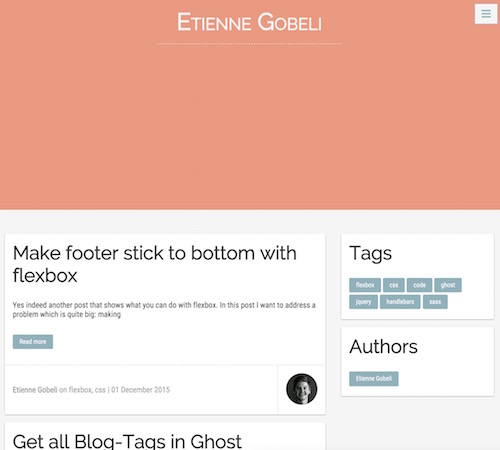 Etienne Gobeli
Make footer stick to bottom with
flexbox
Yes indeed another post that shows what you can do with flexbox. In this post I want to address a
problem which is quite big: making
Read more
Etienne Gobeli on flexbox, css | 01 December 2015
Get all Blog-Tags in Ghost
Tags
flexbox css code ghost
jquery handlebars sass
Authors
Etienne Gobeli